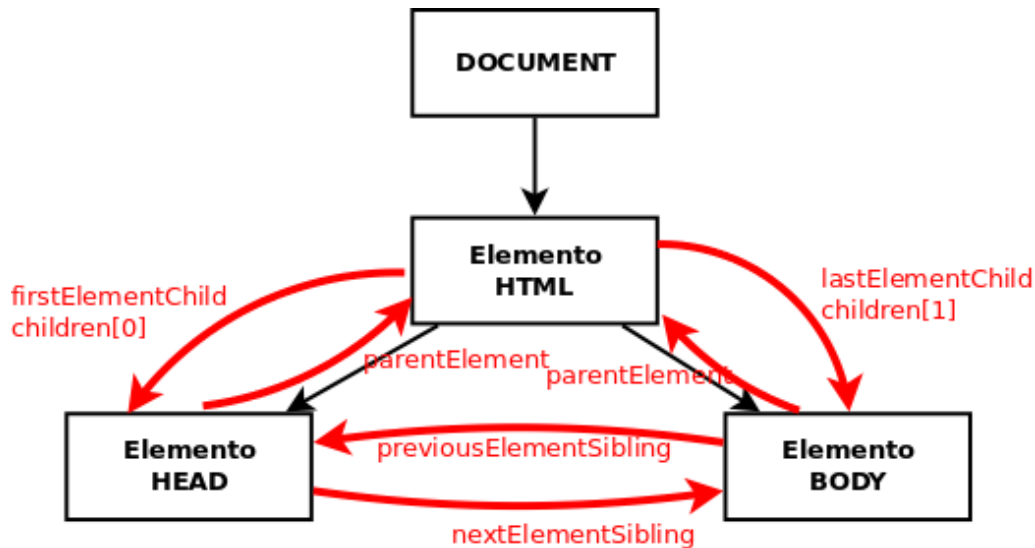 DOCUMENT
Elemento
HTML
firstElementChild
children[0]
lastElementChild
children[1]
parentElement
parentElement
Elemento
HEAD
previousElementSibling
Elemento
BODY
nextElementSibling